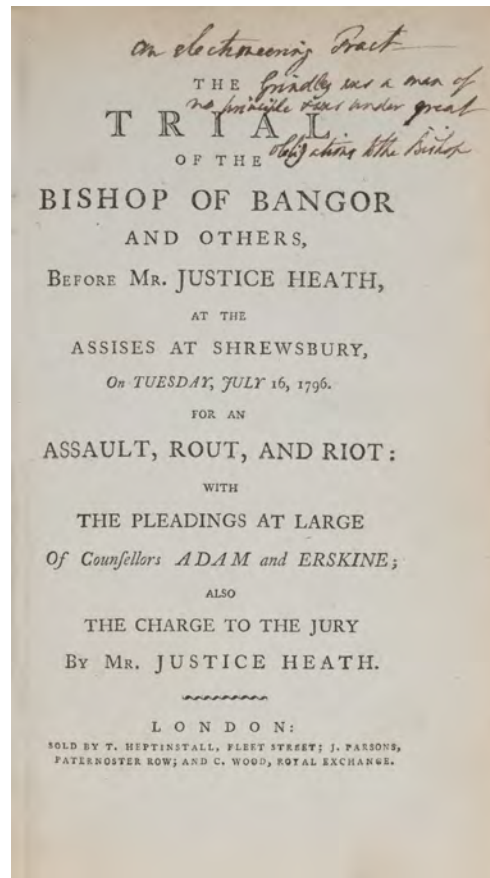 An electioneering Tract
THE Grindley was a man of
no principle & was under great
TRIAL
OF THE obligations to the Bishop
BISHOP OF BANGOR
AND OTHERS,
BEFORE MR. JUSTICE HEATH,
AT THE
ASSISES AT SHREWSBURY,
On TUESDAY, JULY 16, 1796.
FOR AN
ASSAULT, ROUT, AND RIOT:
WITH
THE PLEADINGS AT LARGE
Of Counſellors ADAM and ERSKINE;
ALSO
THE CHARGE TO THE JURY
BY MR. JUSTICE HEATH.
LONDON:
SOLD BY T. HEPTINSTALL, FLEET STREET; J. PARSONS,
PATERNOSTER ROW; AND C. WOOD, ROYAL EXCHANGE.